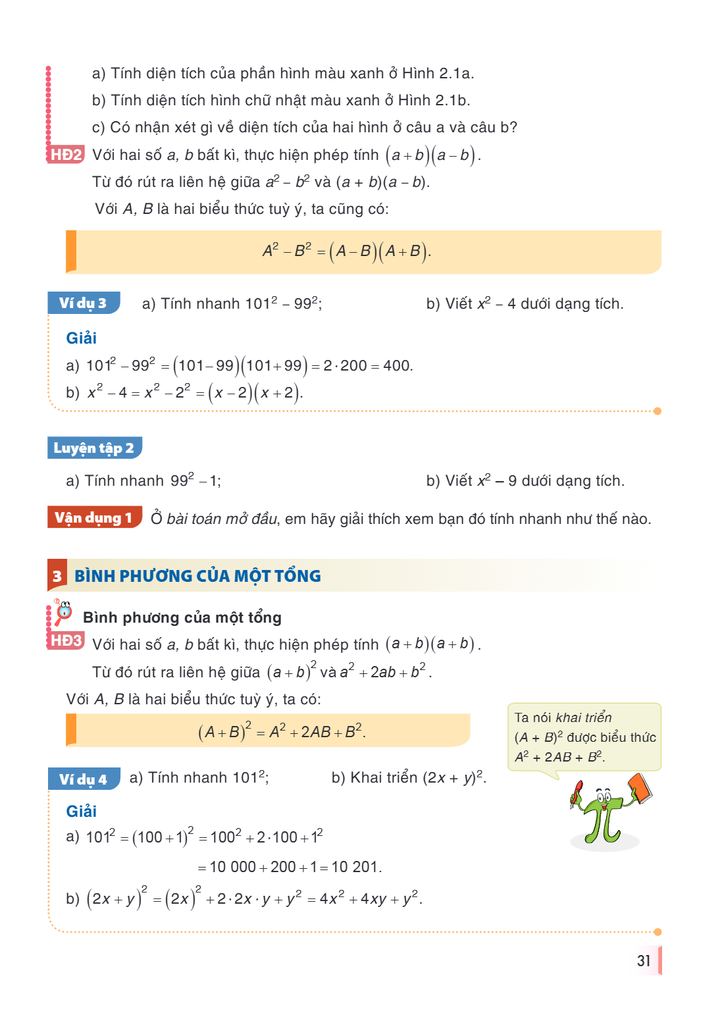 a) Tính diện tích của phần hình màu xanh ở Hình 2.1a.
b) Tính diện tích hình chữ nhật màu xanh ở Hình 2.1b.
c) Có nhận xét gì về diện tích của hai hình ở câu a và câu b?
HĐ2 Với hai số a, b bất kì, thực hiện phép tính (a + b)(a − b).
Từ đó rút ra liên hệ giữa a² − b² và (a + b)(a − b).
Với A, B là hai biểu thức tuỳ ý, ta cũng có:
A² − B² = (A − B)(A + B).
Ví dụ 3 a) Tính nhanh 101² − 99²; b) Viết x² − 4 dưới dạng tích.
Giải
a) 101² − 99² = (101 − 99)(101 + 99) = 2 · 200 = 400.
b) x² − 4 = x² − 2² = (x − 2)(x + 2).
Luyện tập 2
a) Tính nhanh 99² − 1; b) Viết x² – 9 dưới dạng tích.
Vận dụng 1 Ở bài toán mở đầu, em hãy giải thích xem bạn đó tính nhanh như thế nào.
3 BÌNH PHƯƠNG CỦA MỘT TỔNG
Bình phương của một tổng
HĐ3 Với hai số a, b bất kì, thực hiện phép tính (a + b)(a + b).
Từ đó rút ra liên hệ giữa (a + b)² và a² + 2ab + b².
Với A, B là hai biểu thức tuỳ ý, ta có:
(A + B)² = A² + 2AB + B².
Ta nói khai triển
(A + B)² được biểu thức
A² + 2AB + B².
Ví dụ 4 a) Tính nhanh 101²; b) Khai triển (2x + y)².
Giải
a) 101² = (100 + 1)² = 100² + 2 · 100 + 1²
= 10 000 + 200 + 1 = 10 201.
b) (2x + y)² = (2x)² + 2 · 2x · y + y² = 4x² + 4xy + y².
31